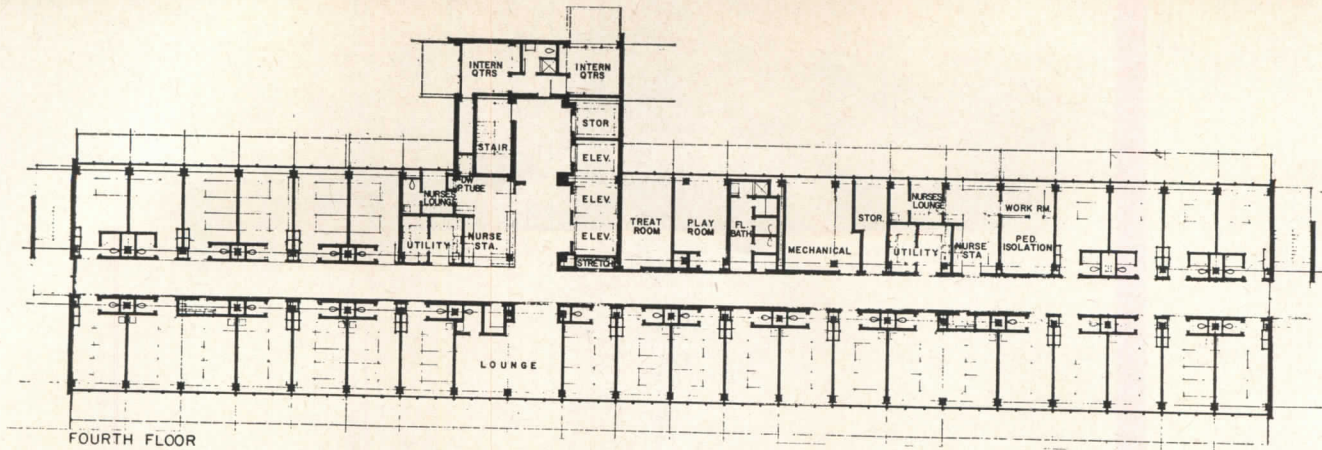 INTERN
QTRS
INTERN
QTRS
STOR
STAIR
ELEV.
ELEV.
ELEV.
STRETCH
NURSES
LOUNGE
TUBE
UTILITY
NURSE
STA.
TREAT
ROOM
PLAY
ROOM
FL.
BATH
MECHANICAL
STOR.
NURSES
LOUNGE
UTILITY
NURSE
STA
WORK RM.
PED.
ISOLATION
LOUNGE
FOURTH FLOOR